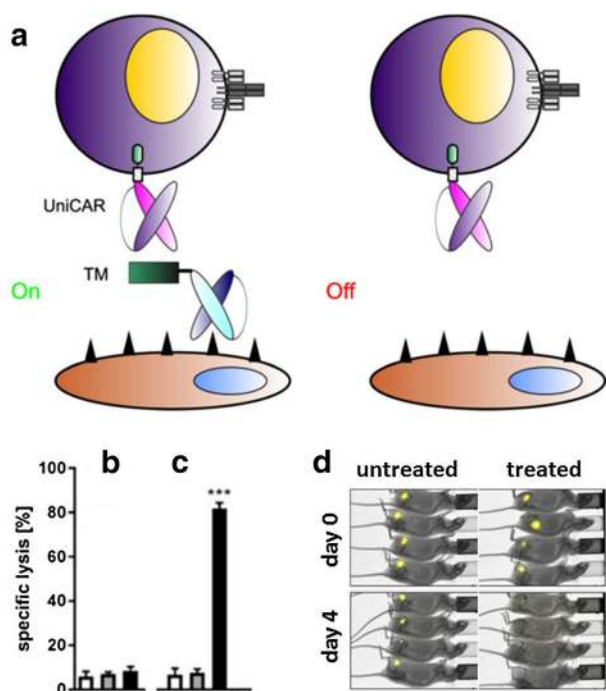 a
UniCAR
TM
On
Off
b
c
d
untreated
treated
100
80
60
40
20
0
***
specific lysis [%]
day 0
day 4